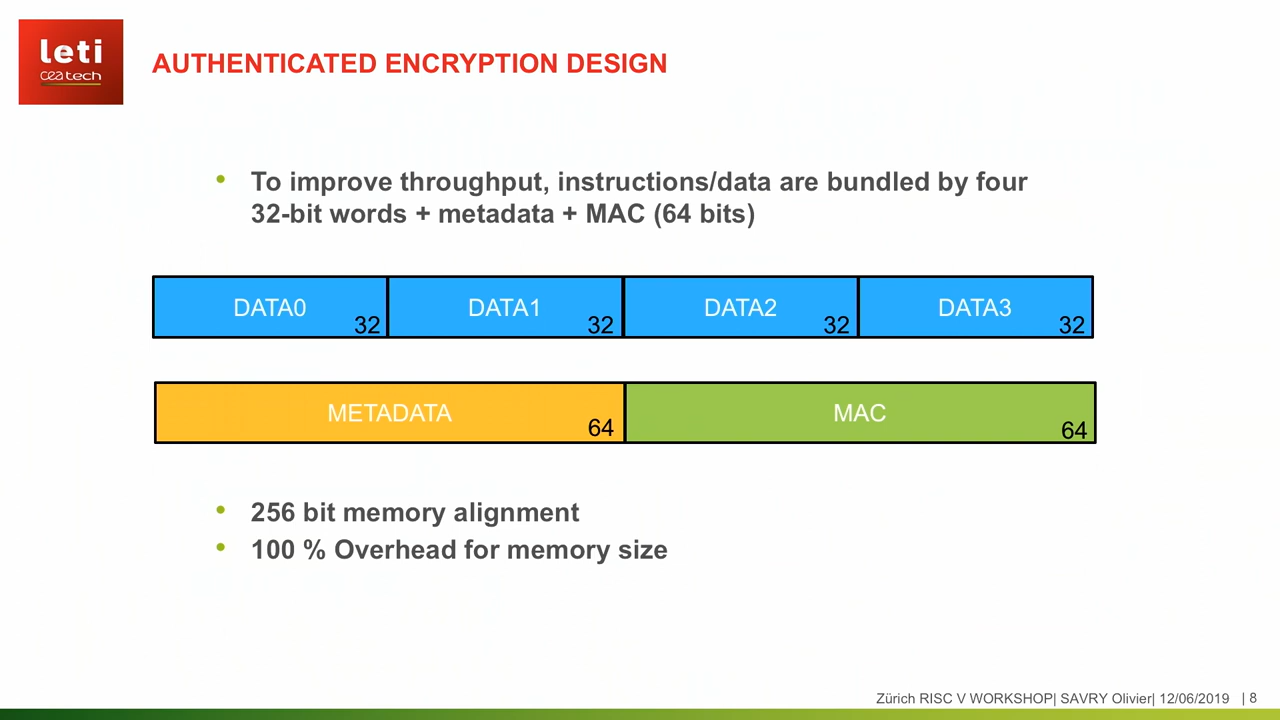 leti
cea tech
AUTHENTICATED ENCRYPTION DESIGN
• To improve throughput, instructions/data are bundled by four
32-bit words + metadata + MAC (64 bits)
DATA0 32 DATA1 32 DATA2 32 DATA3 32
METADATA 64 MAC 64
• 256 bit memory alignment
• 100 % Overhead for memory size
Zürich RISC V WORKSHOP| SAVRY Olivier| 12/06/2019 | 8